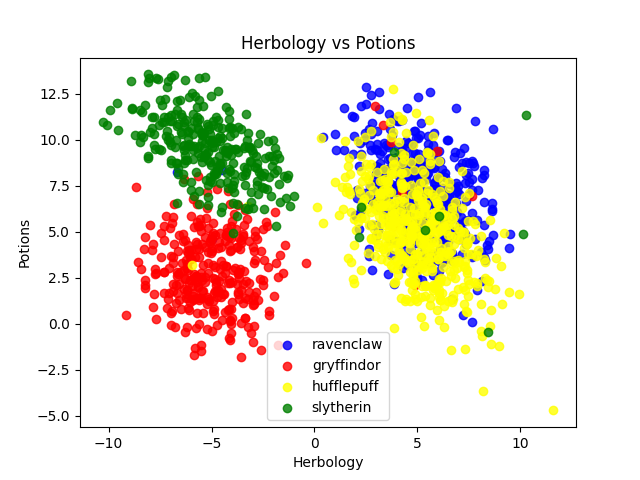 Herbology vs Potions
Potions
12.5
10.0
7.5
5.0
2.5
0.0
−2.5
−5.0
ravenclaw
gryffindor
hufflepuff
slytherin
−10
−5
0
5
10
Herbology